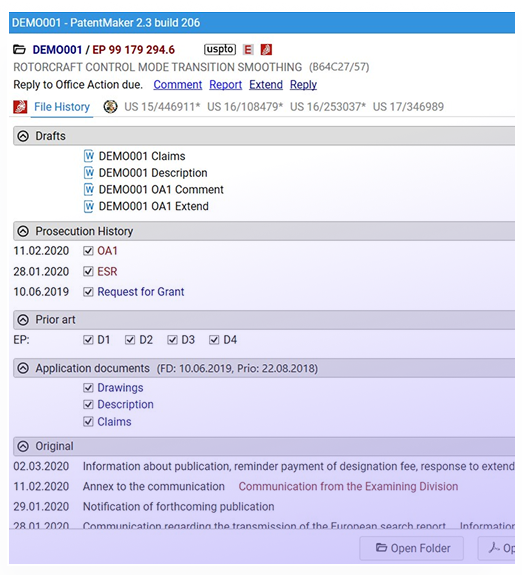 DEMO001 - PatentMaker 2.3 build 206
DEMO001 / EP 99 179 294.6 uspto E
ROTORCRAFT CONTROL MODE TRANSITION SMOOTHING (B64C27/57)
Reply to Office Action due. Comment Report Extend Reply
File History US 15/446911* US 16/108479* US 16/253037* US 17/346989
Drafts
W DEMO001 Claims
W DEMO001 Description
W DEMO001 OA1 Comment
W DEMO001 OA1 Extend
Prosecution History
11.02.2020 OA1
28.01.2020 ESR
10.06.2019 Request for Grant
Prior art
EP: D1 D2 D3 D4
Application documents (FD: 10.06.2019, Prio: 22.08.2018)
Drawings
Description
Claims
Original
02.03.2020 Information about publication, reminder payment of designation fee, response to extend
11.02.2020 Annex to the communication Communication from the Examining Division
29.01.2020 Notification of forthcoming publication
28.01.2020 Communication regarding the transmission of the European search report Information
Open Folder Op